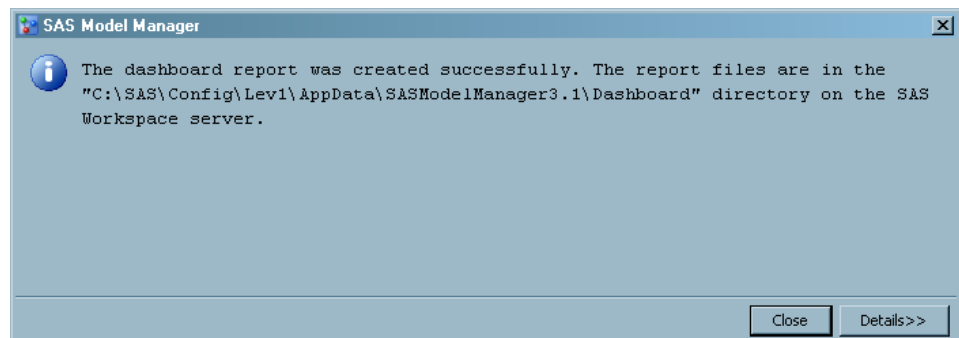 SAS Model Manager
The dashboard report was created successfully. The report files are in the
"C:\SAS\Config\Lev1\AppData\SASModelManager3.1\Dashboard" directory on the SAS
Workspace server.
Close Details>>